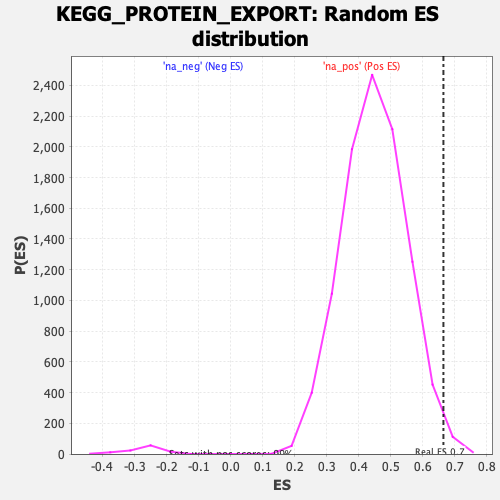 KEGG_PROTEIN_EXPORT: Random ES
distribution
'na_neg' (Neg ES) 'na_pos' (Pos ES)
2,400
2,200
2,000
1,800
1,600
1,400
1,200
1,000
800
600
400
200
0
P(ES)
with pos scores:
Real ES 0.7
-0.4 -0.3 -0.2 -0.1 0.0 0.1 0.2 0.3 0.4 0.5 0.6 0.7 0.8
ES